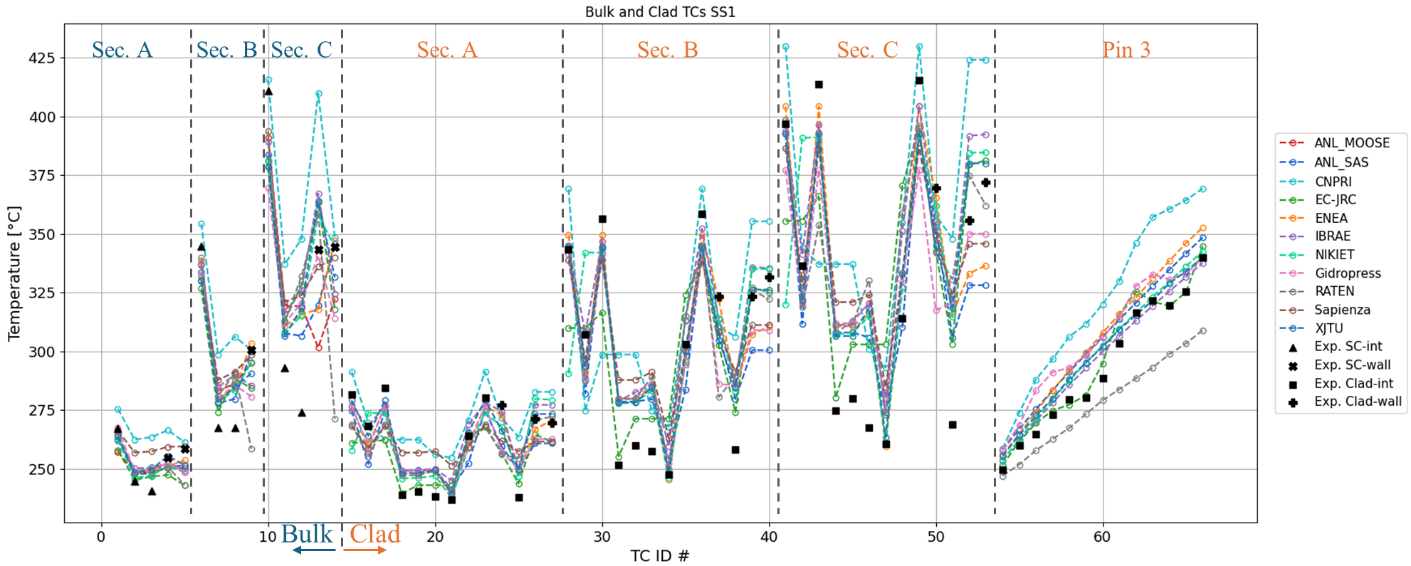 Bulk and Clad TCs SS1
Sec. A
Sec. B
Sec. C
Sec. A
Sec. B
Sec. C
Pin 3
Temperature [°C]
425
400
375
350
325
300
275
250
0
10
20
30
40
50
60
Bulk
Clad
TC ID #
ANL_MOOSE
ANL_SAS
CNPRI
EC-JRC
ENEA
IBRAE
NIKIET
Gidropress
RATEN
Sapienza
XJTU
Exp. SC-int
Exp. SC-wall
Exp. Clad-int
Exp. Clad-wall